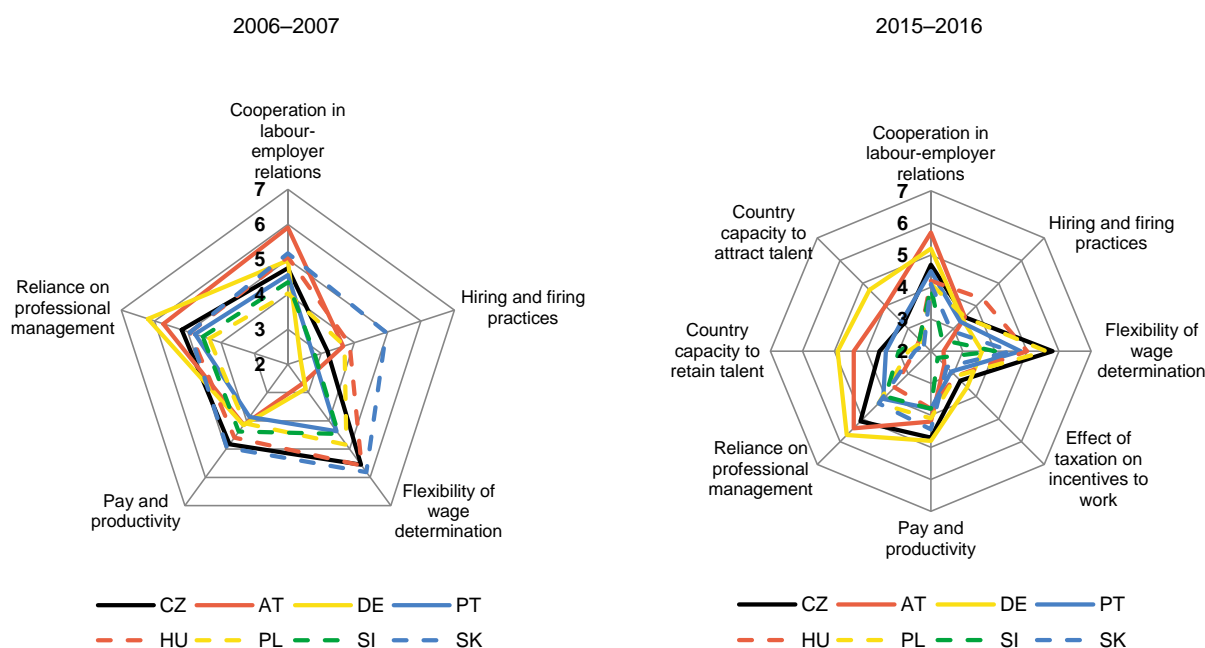 2006–2007
Cooperation in
labour-
employer
relations
7
6
5
4
3
2
Hiring and firing
practices
Flexibility of
wage
determination
Pay and
productivity
Reliance on
professional
management
CZ AT DE PT
HU PL SI SK
2015–2016
Cooperation in
labour-employer
relations
7
6
5
4
3
2
Hiring and firing
practices
Flexibility of
wage
determination
Effect of
taxation on
incentives to
work
Pay and
productivity
Reliance on
professional
management
Country
capacity to
retain talent
Country
capacity to
attract talent
CZ AT DE PT
HU PL SI SK